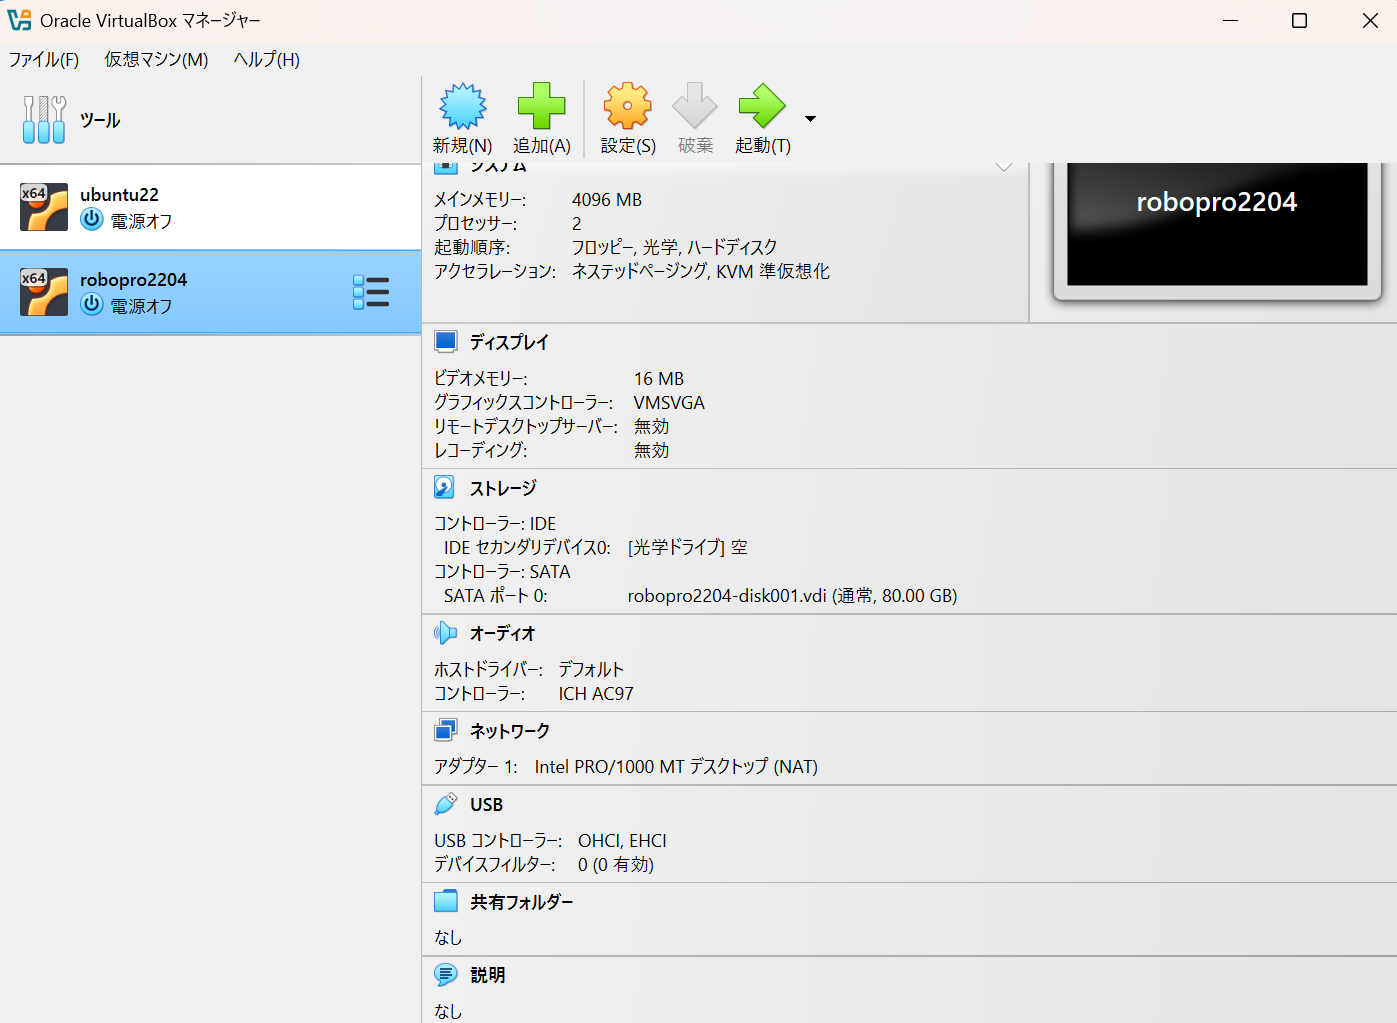 Oracle VirtualBox マネージャー
ファイル(F) 仮想マシン(M) ヘルプ(H)
ツール
新規(N) 追加(A) 設定(S) 破棄 起動(T)
x64
ubuntu22
電源オフ
x64
robopro2204
電源オフ
システム
メインメモリー: 4096 MB
プロセッサー: 2
起動順序: フロッピー, 光学, ハードディスク
アクセラレーション: ネステッドページング, KVM 準仮想化
robopro2204
ディスプレイ
ビデオメモリー: 16 MB
グラフィックスコントローラー: VMSVGA
リモートデスクトップサーバー: 無効
レコーディング: 無効
ストレージ
コントローラー: IDE
IDE セカンダリデバイス0: [光学ドライブ] 空
コントローラー: SATA
SATA ポート 0: robopro2204-disk001.vdi (通常, 80.00 GB)
オーディオ
ホストドライバー: デフォルト
コントローラー: ICH AC97
ネットワーク
アダプター 1: Intel PRO/1000 MT デスクトップ (NAT)
USB
USB コントローラー: OHCI, EHCI
デバイスフィルター: 0 (0 有効)
共有フォルダー
なし
説明
なし